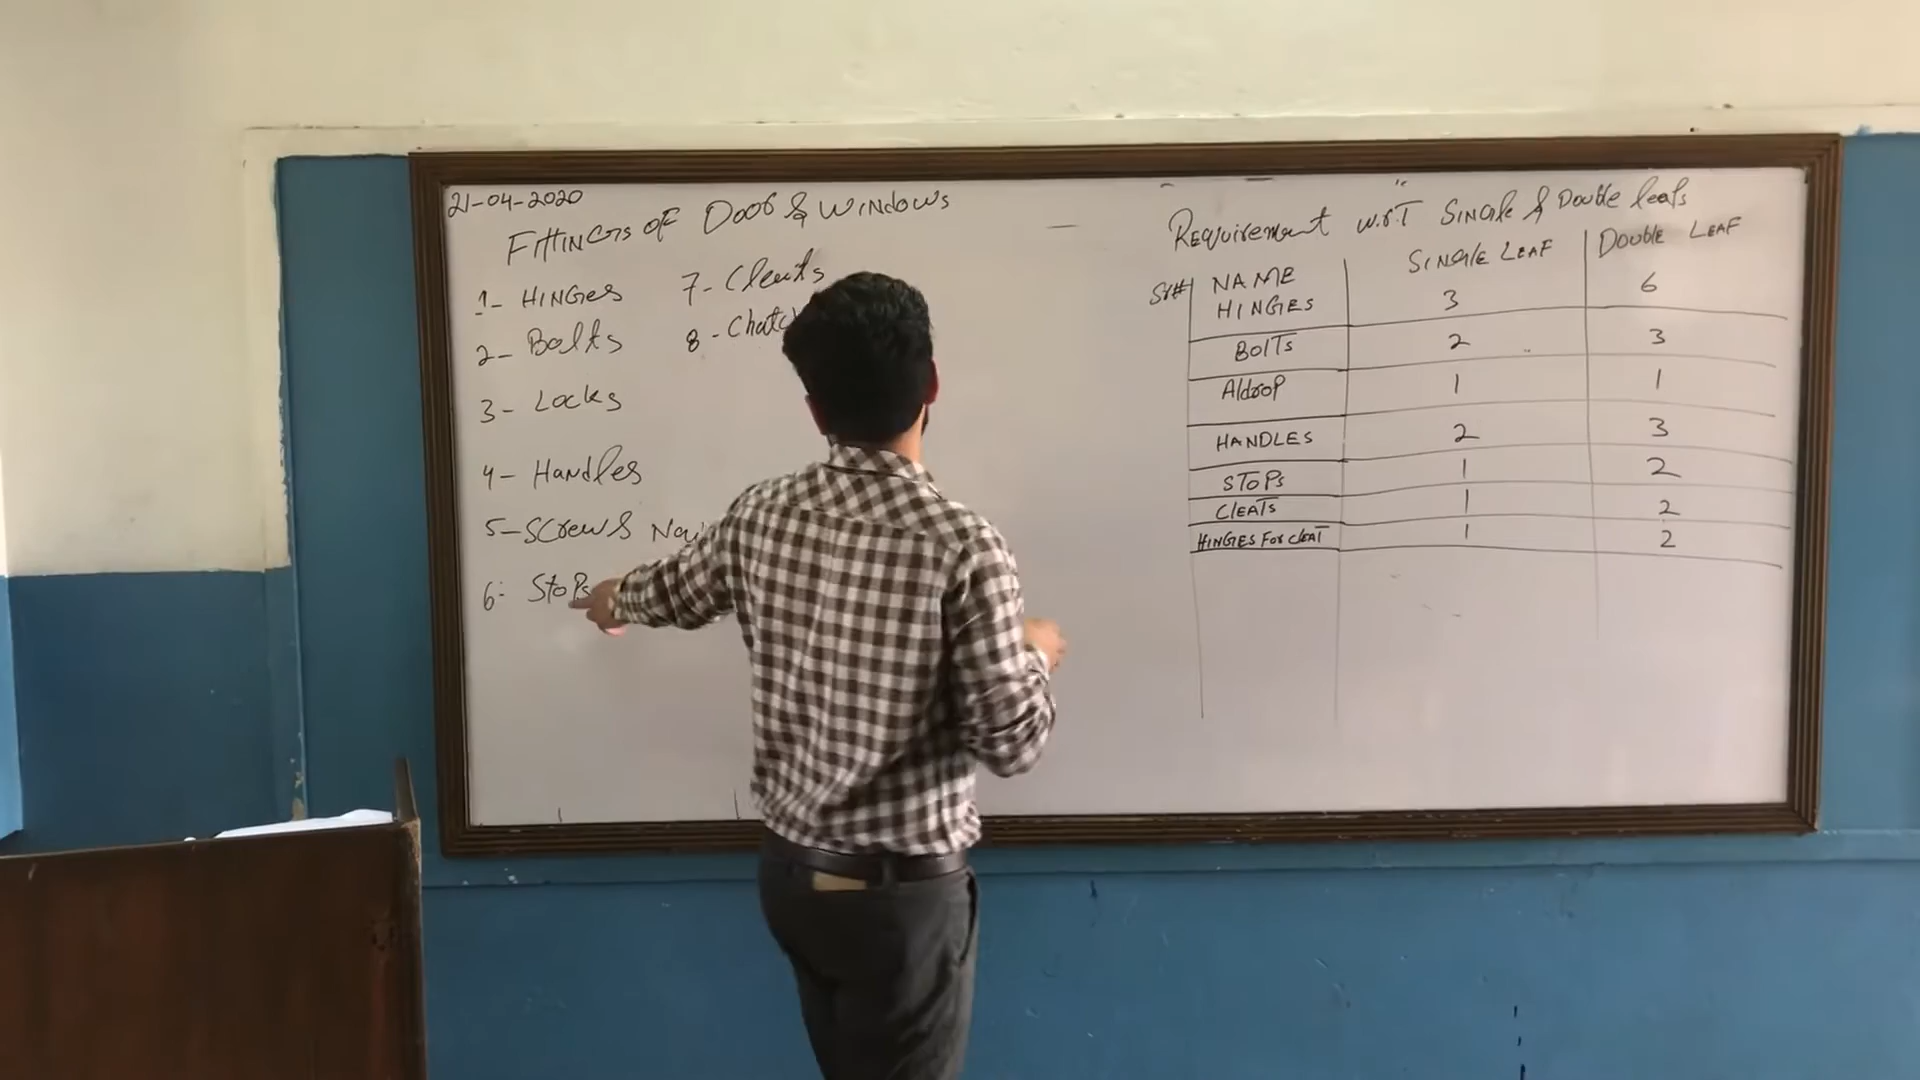 21-04-2020
FittINGs OF Door & WINdows
1- HINGes
2- Bolts
3- Locks
4- Handles
5- Screw &
6: Stops
7- Cleats
8-
Requirement w.r.T SINGle & Double leafs
Sr# NAME SINGle LEAF Double LEAF
HINGES 3 6
BOlTs 2 3
Aldrop 1 1
HANDLES 2 3
STOPs 1 2
ClEATs 1 2
HINGES For cleAT 1 2